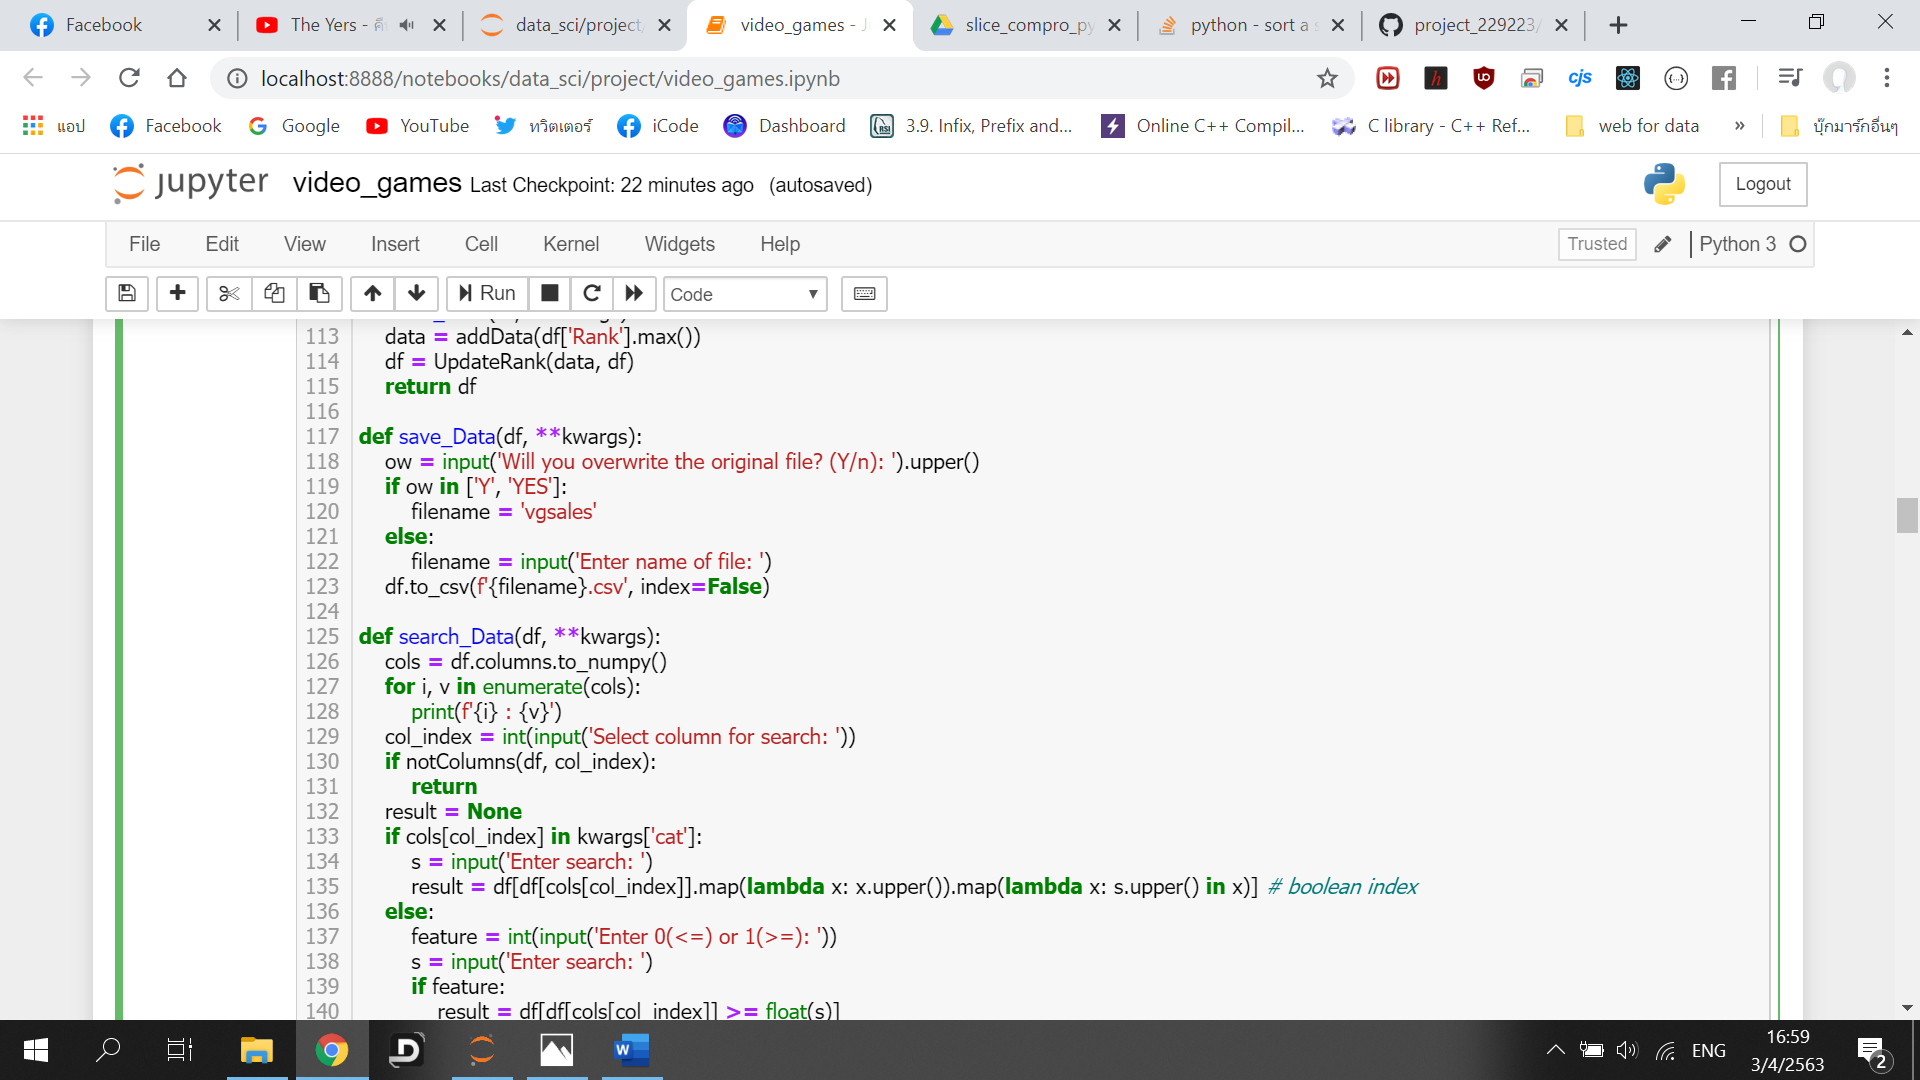 Facebook
The Yers - คื
data_sci/project
video_games - J
slice_compro_py
python - sort a s
project_229223/
localhost:8888/notebooks/data_sci/project/video_games.ipynb
แอป
Facebook
Google
YouTube
ทวิตเตอร์
iCode
Dashboard
3.9. Infix, Prefix and...
Online C++ Compil...
C library - C++ Ref...
web for data
»
บุ๊กมาร์กอื่นๆ
jupyter video_games Last Checkpoint: 22 minutes ago (autosaved)
Logout
File Edit View Insert Cell Kernel Widgets Help
Trusted
Python 3
Run
Code
113 data = addData(df['Rank'].max())
114 df = UpdateRank(data, df)
115 return df
116
117 def save_Data(df, **kwargs):
118 ow = input('Will you overwrite the original file? (Y/n): ').upper()
119 if ow in ['Y', 'YES']:
120 filename = 'vgsales'
121 else:
122 filename = input('Enter name of file: ')
123 df.to_csv(f'{filename}.csv', index=False)
124
125 def search_Data(df, **kwargs):
126 cols = df.columns.to_numpy()
127 for i, v in enumerate(cols):
128 print(f'{i} : {v}')
129 col_index = int(input('Select column for search: '))
130 if notColumns(df, col_index):
131 return
132 result = None
133 if cols[col_index] in kwargs['cat']:
134 s = input('Enter search: ')
135 result = df[df[cols[col_index]].map(lambda x: x.upper()).map(lambda x: s.upper() in x)] # boolean index
136 else:
137 feature = int(input('Enter 0(<=) or 1(>=): '))
138 s = input('Enter search: ')
139 if feature:
140 result = df[df[cols[col_index]] >= float(s)]
ENG
16:59
3/4/2563
2